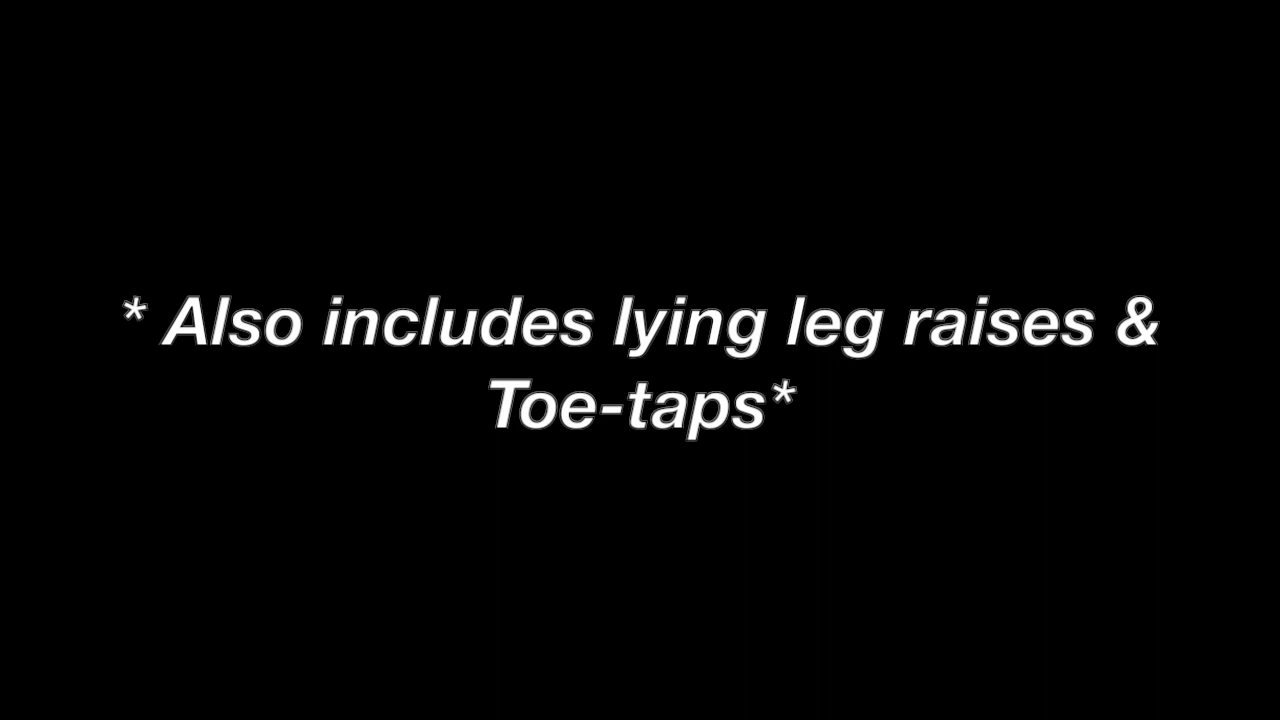 * Also includes lying leg raises &
Toe-taps*